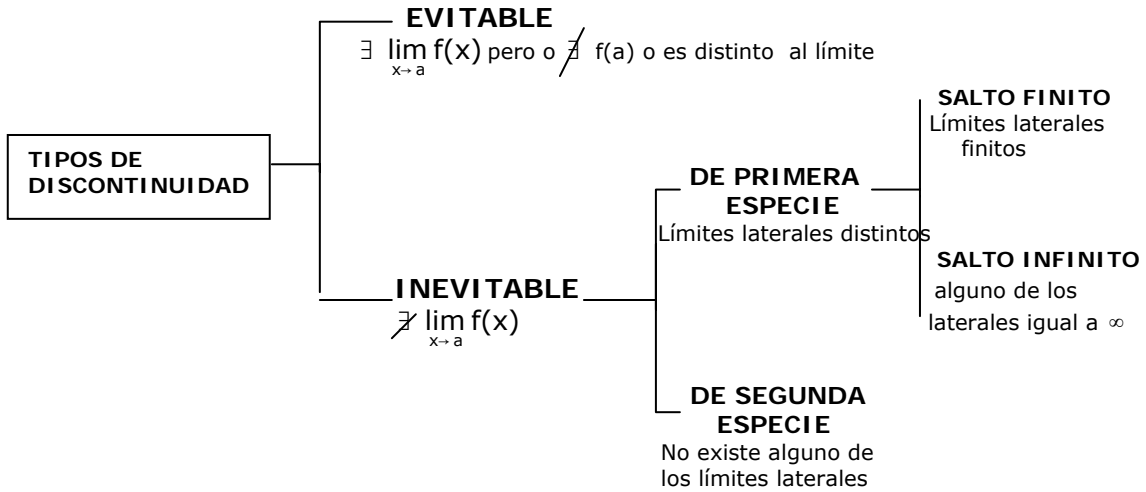 EVITABLE
∃ lim f(x) pero o ∄ f(a) o es distinto al límite
x→a
TIPOS DE
DISCONTINUIDAD
INEVITABLE
∄ lim f(x)
x→a
DE PRIMERA
ESPECIE
Límites laterales distintos
SALTO FINITO
Límites laterales
finitos
SALTO INFINITO
alguno de los
laterales igual a ∞
DE SEGUNDA
ESPECIE
No existe alguno de
los límites laterales